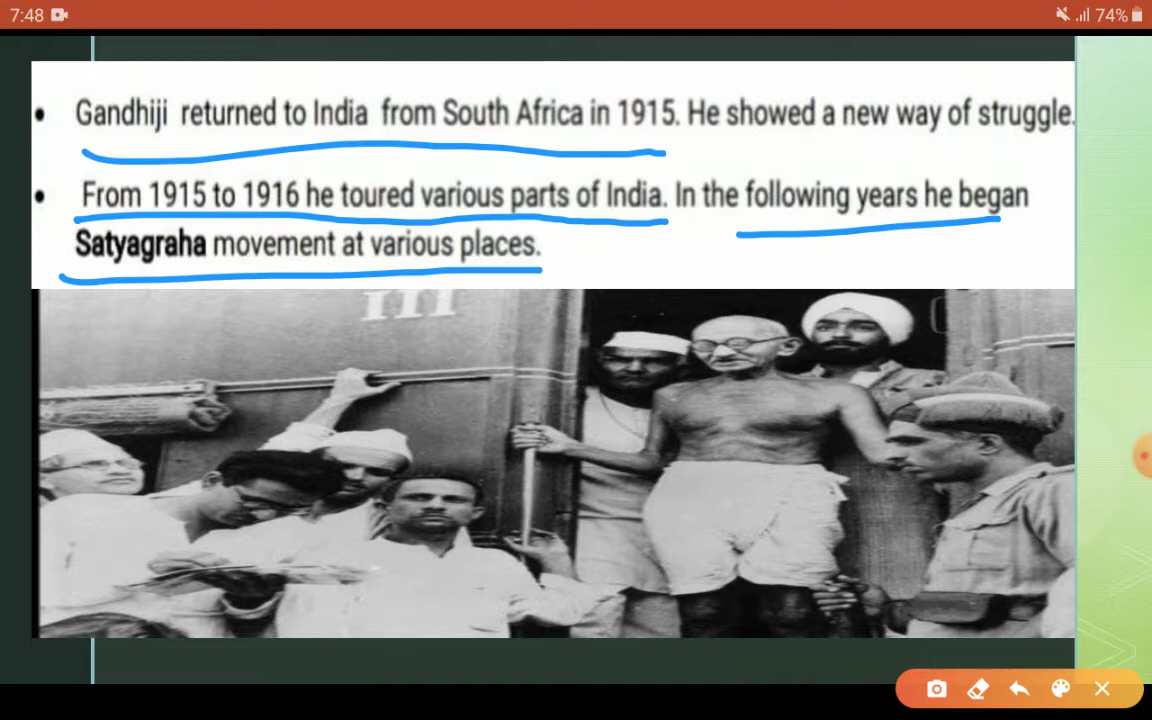 7:48
74%
Gandhiji returned to India from South Africa in 1915. He showed a new way of struggle.
From 1915 to 1916 he toured various parts of India. In the following years he began
Satyagraha movement at various places.
III